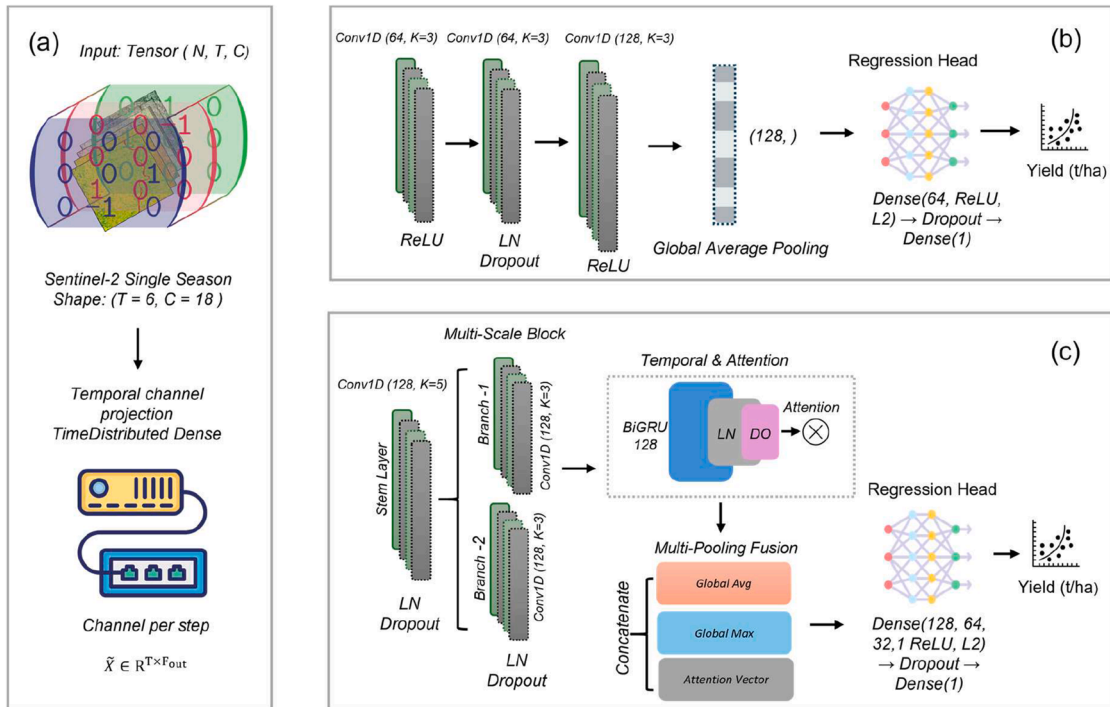 (a)
Input: Tensor ( N, T, C)
Sentinel-2 Single Season
Shape: (T = 6, C = 18 )
Temporal channel
projection
TimeDistributed Dense
Channel per step
X̃ ∈ R^{T×F_out}
(b)
Conv1D (64, K=3)
Conv1D (64, K=3)
Conv1D (128, K=3)
ReLU
LN
Dropout
ReLU
(128, )
Global Average Pooling
Regression Head
Dense(64, ReLU,
L2) → Dropout →
Dense(1)
Yield (t/ha)
(c)
Multi-Scale Block
Conv1D (128, K=5)
Stem Layer
LN
Dropout
Branch -1
Conv1D (128, K=3)
Conv1D (128, K=3)
Branch -2
Conv1D (128, K=3)
LN
Dropout
Temporal & Attention
BiGRU
128
LN
DO
Attention
Multi-Pooling Fusion
Concatenate
Global Avg
Global Max
Attention Vector
Regression Head
Dense(128, 64,
32,1 ReLU, L2)
→ Dropout →
Dense(1)
Yield (t/ha)